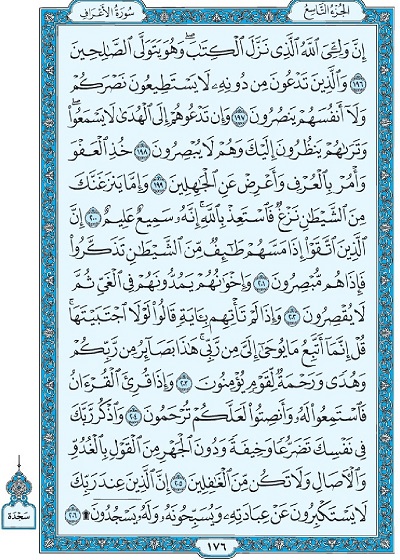 الجزء التاسع
سورة الأعراف
إِنَّ وَلِـِّۧيَ ٱللَّهُ ٱلَّذِي نَزَّلَ ٱلۡكِتَٰبَۖ وَهُوَ يَتَوَلَّى ٱلصَّٰلِحِينَ
١٩٦ وَٱلَّذِينَ تَدۡعُونَ مِن دُونِهِۦ لَا يَسۡتَطِيعُونَ نَصۡرَكُمۡ
وَلَآ أَنفُسَهُمۡ يَنصُرُونَ ١٩٧ وَإِن تَدۡعُوهُمۡ إِلَى ٱلۡهُدَىٰ لَا يَسۡمَعُواْۖ
وَتَرَىٰهُمۡ يَنظُرُونَ إِلَيۡكَ وَهُمۡ لَا يُبۡصِرُونَ ١٩٨ خُذِ ٱلۡعَفۡوَ
وَأۡمُرۡ بِٱلۡعُرۡفِ وَأَعۡرِضۡ عَنِ ٱلۡجَٰهِلِينَ ١٩٩ وَإِمَّا يَنزَغَنَّكَ
مِنَ ٱلشَّيۡطَٰنِ نَزۡغٞ فَٱسۡتَعِذۡ بِٱللَّهِۚ إِنَّهُۥ سَمِيعٌ عَلِيمٌ ٢٠٠ إِنَّ
ٱلَّذِينَ ٱتَّقَوۡاْ إِذَا مَسَّهُمۡ طَٰٓئِفٞ مِّنَ ٱلشَّيۡطَٰنِ تَذَكَّرُواْ
فَإِذَا هُم مُّبۡصِرُونَ ٢٠١ وَإِخۡوَٰنُهُمۡ يَمُدُّونَهُمۡ فِي ٱلۡغَيِّ ثُمَّ
لَا يُقۡصِرُونَ ٢٠٢ وَإِذَا لَمۡ تَأۡتِهِم بِـَٔايَةٖ قَالُواْ لَوۡلَا ٱجۡتَبَيۡتَهَاۚ
قُلۡ إِنَّمَآ أَتَّبِعُ مَا يُوحَىٰٓ إِلَيَّ مِن رَّبِّيۚ هَٰذَا بَصَآئِرُ مِن رَّبِّكُمۡ
وَهُدٗى وَرَحۡمَةٞ لِّقَوۡمٖ يُؤۡمِنُونَ ٢٠٣ وَإِذَا قُرِئَ ٱلۡقُرۡءَانُ
فَٱسۡتَمِعُواْ لَهُۥ وَأَنصِتُواْ لَعَلَّكُمۡ تُرۡحَمُونَ ٢٠٤ وَٱذۡكُر رَّبَّكَ
فِي نَفۡسِكَ تَضَرُّعٗا وَخِيفَةٗ وَدُونَ ٱلۡجَهۡرِ مِنَ ٱلۡقَوۡلِ بِٱلۡغُدُوِّ
وَٱلۡأٓصَالِ وَلَا تَكُن مِّنَ ٱلۡغَٰفِلِينَ ٢٠٥ إِنَّ ٱلَّذِينَ عِندَ رَبِّكَ
لَا يَسۡتَكۡبِرُونَ عَنۡ عِبَادَتِهِۦ وَيُسَبِّحُونَهُۥ وَلَهُۥ يَسۡجُدُونَۤ۩ ٢٠٦
سجدة
١٧٦